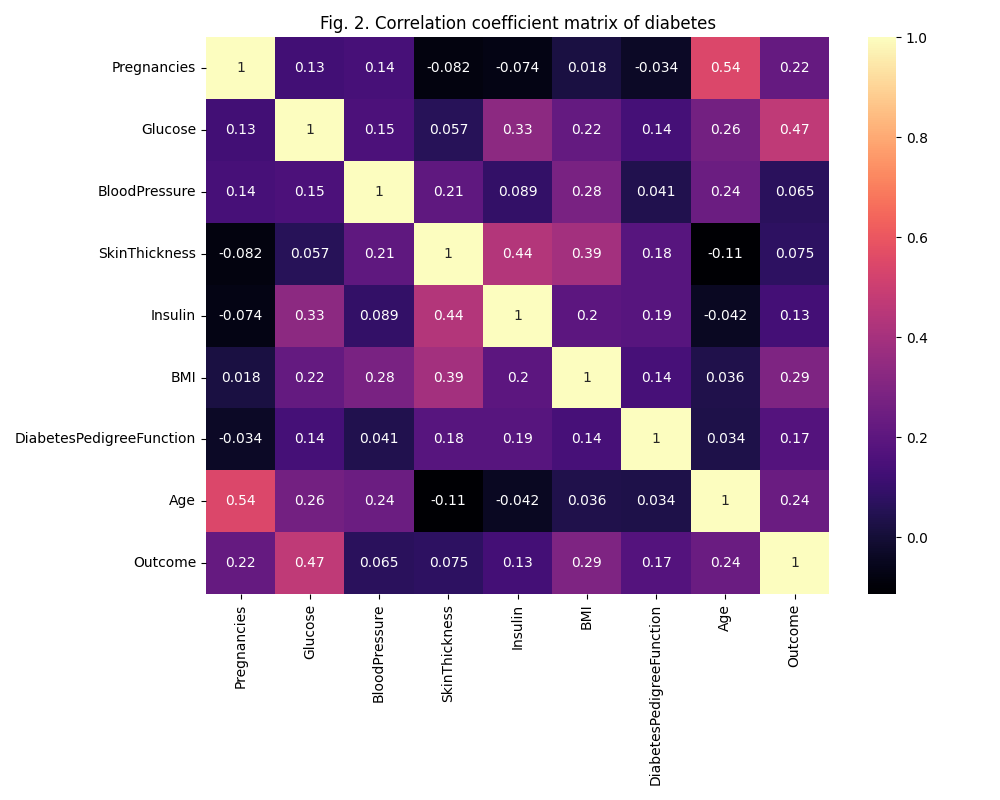 Fig. 2. Correlation coefficient matrix of diabetes
Pregnancies 1 0.13 0.14 -0.082 -0.074 0.018 -0.034 0.54 0.22
Glucose 0.13 1 0.15 0.057 0.33 0.22 0.14 0.26 0.47
BloodPressure 0.14 0.15 1 0.21 0.089 0.28 0.041 0.24 0.065
SkinThickness -0.082 0.057 0.21 1 0.44 0.39 0.18 -0.11 0.075
Insulin -0.074 0.33 0.089 0.44 1 0.2 0.19 -0.042 0.13
BMI 0.018 0.22 0.28 0.39 0.2 1 0.14 0.036 0.29
DiabetesPedigreeFunction -0.034 0.14 0.041 0.18 0.19 0.14 1 0.034 0.17
Age 0.54 0.26 0.24 -0.11 -0.042 0.036 0.034 1 0.24
Outcome 0.22 0.47 0.065 0.075 0.13 0.29 0.17 0.24 1
Pregnancies
Glucose
BloodPressure
SkinThickness
Insulin
BMI
DiabetesPedigreeFunction
Age
Outcome
1.0
0.8
0.6
0.4
0.2
0.0